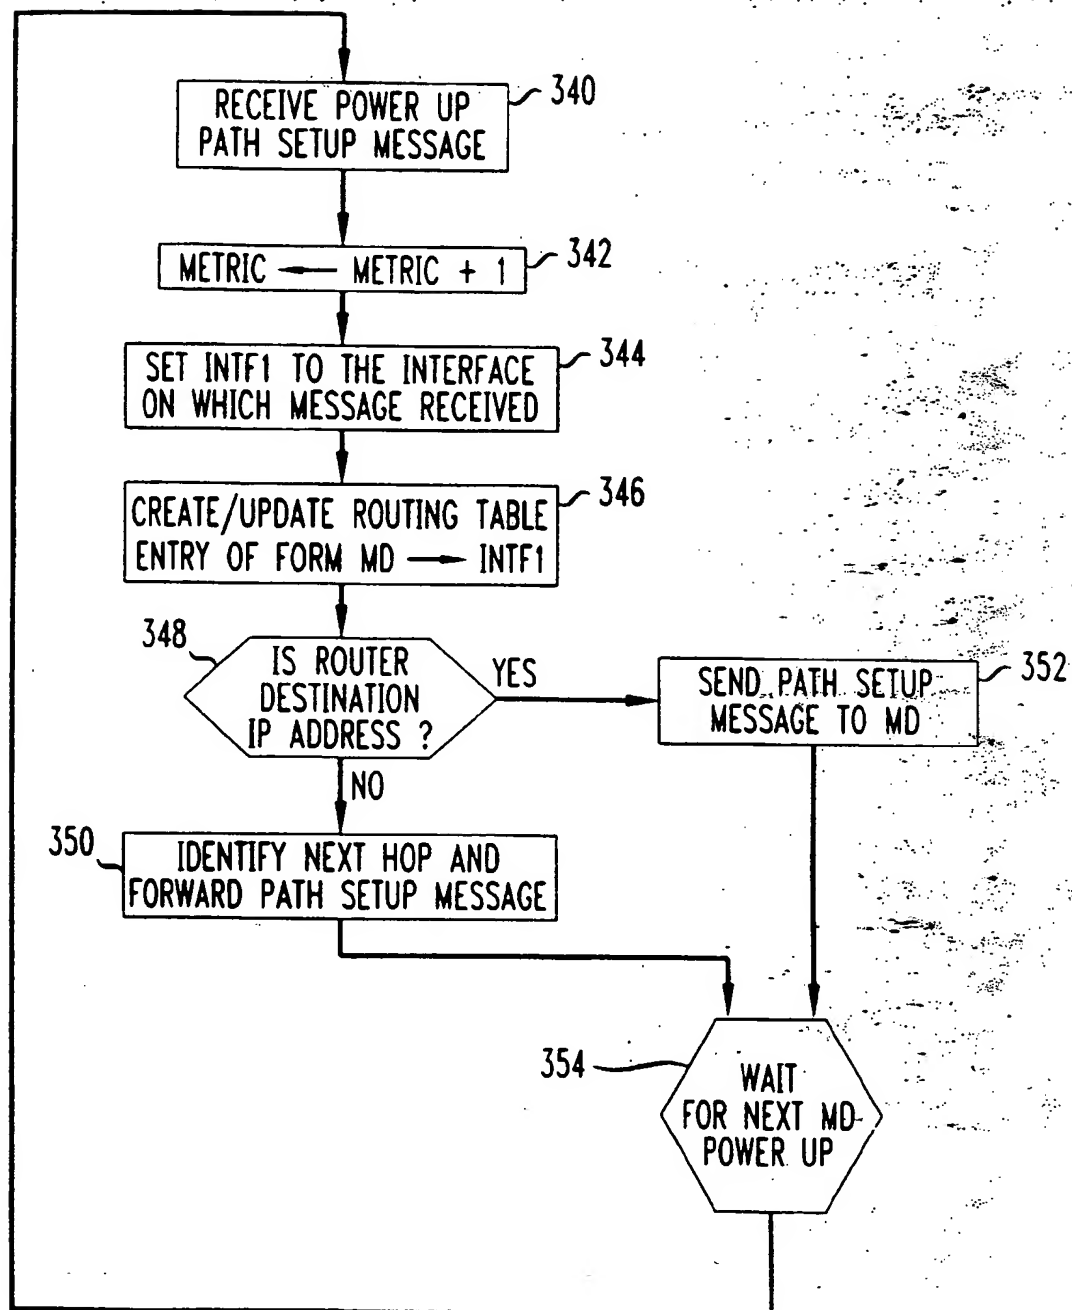 RECEIVE POWER UP
PATH SETUP MESSAGE
340
METRIC ← METRIC + 1
342
SET INTF1 TO THE INTERFACE
ON WHICH MESSAGE RECEIVED
344
CREATE/UPDATE ROUTING TABLE
ENTRY OF FORM MD → INTF1
346
348
IS ROUTER
DESTINATION
IP ADDRESS ?
YES
SEND PATH SETUP
MESSAGE TO MD
352
NO
350
IDENTIFY NEXT HOP AND
FORWARD PATH SETUP MESSAGE
354
WAIT
FOR NEXT MD
POWER UP